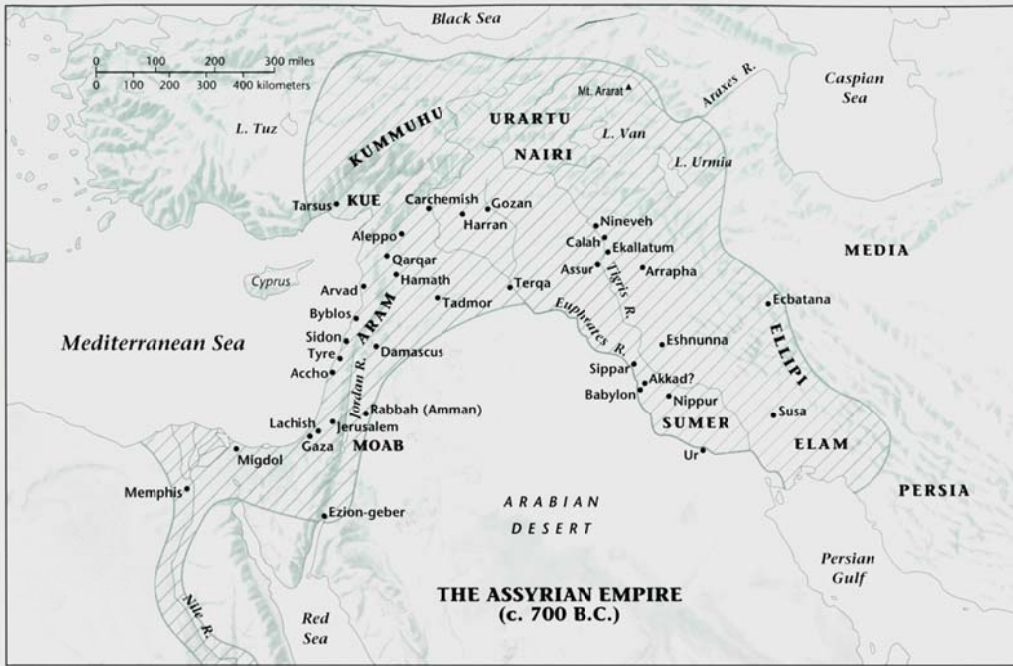 Black Sea
0 100 200 300 miles
0 100 200 300 400 kilometers
Mt. Ararat
Araxes R.
Caspian
Sea
L. Tuz
KUMMUHU
URARTU
L. Van
NAIRI
L. Urmia
Tarsus
KUE
Carchemish
Gozan
Harran
Nineveh
Aleppo
Calah
Ekallatum
MEDIA
Qarqar
Assur
Arrapha
Hamath
Cyprus
Arvad
Terqa
Tigris R.
Tadmor
Ecbatana
Byblos
ARAM
Euphrates R.
Mediterranean Sea
Sidon
Damascus
Eshnunna
ELLIPI
Tyre
Accho
Jordan R.
Sippar
Akkad?
Babylon
Nippur
Rabbah (Amman)
Susa
Lachish
Jerusalem
SUMER
Gaza
MOAB
ELAM
Migdol
Ur
Memphis
PERSIA
ARABIAN
DESERT
Ezion-geber
Persian
Gulf
THE ASSYRIAN EMPIRE
(c. 700 B.C.)
Nile R.
Red
Sea